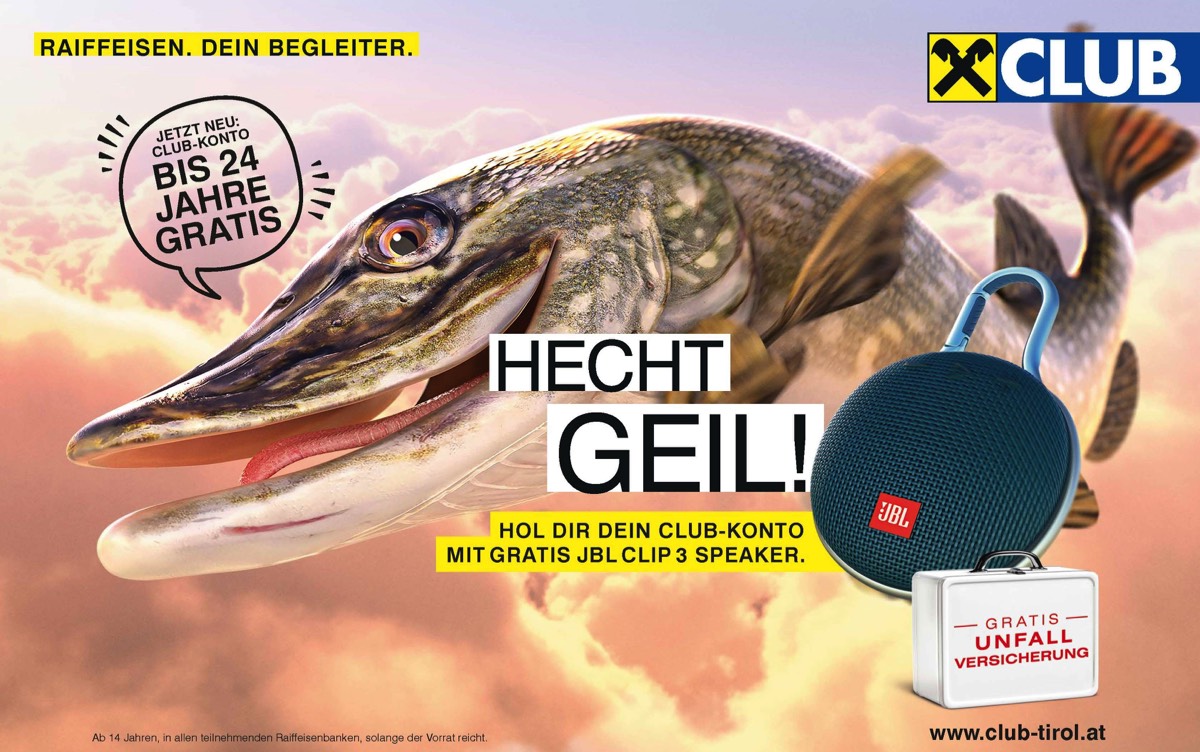 RAIFFEISEN. DEIN BEGLEITER.
CLUB
JETZT NEU:
CLUB-KONTO
BIS 24
JAHRE
GRATIS
HECHT
GEIL!
HOL DIR DEIN CLUB-KONTO
MIT GRATIS JBL CLIP 3 SPEAKER.
JBL
GRATIS
UNFALL
VERSICHERUNG
www.club-tirol.at
Ab 14 Jahren, in allen teilnehmenden Raiffeisenbanken, solange der Vorrat reicht.